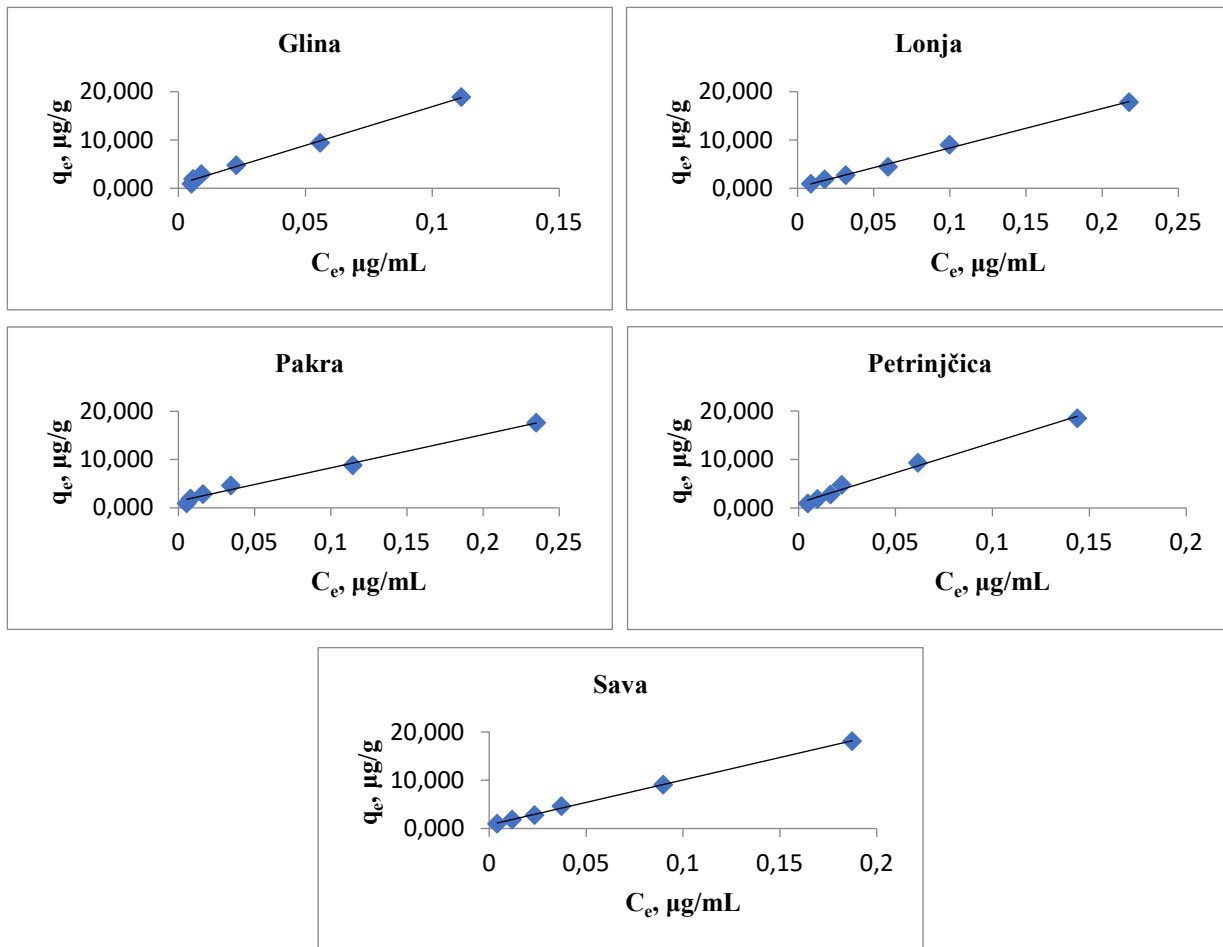 Glina
q_e, µg/g
20,000
10,000
0,000
0
0,05
0,1
0,15
C_e, µg/mL
Lonja
q_e, µg/g
20,000
10,000
0,000
0
0,05
0,1
0,15
0,2
0,25
C_e, µg/mL
Pakra
q_e, µg/g
20,000
10,000
0,000
0
0,05
0,1
0,15
0,2
0,25
C_e, µg/mL
Petrinjčica
q_e, µg/g
20,000
10,000
0,000
0
0,05
0,1
0,15
0,2
C_e, µg/mL
Sava
q_e, µg/g
20,000
10,000
0,000
0
0,05
0,1
0,15
0,2
C_e, µg/mL